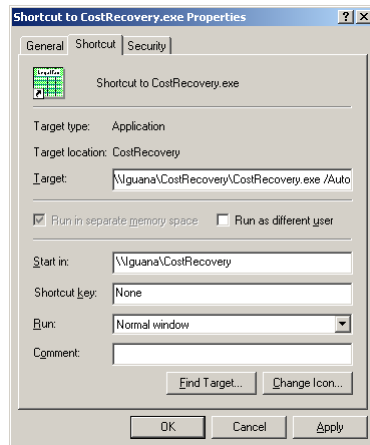 Shortcut to CostRecovery.exe Properties
General Shortcut Security
Shortcut to CostRecovery.exe
Target type: Application
Target location: CostRecovery
Target: \\Iguana\CostRecovery\CostRecovery.exe /Auto
Run in separate memory space Run as different user
Start in: \\Iguana\CostRecovery
Shortcut key: None
Run: Normal window
Comment:
Find Target... Change Icon...
OK Cancel Apply